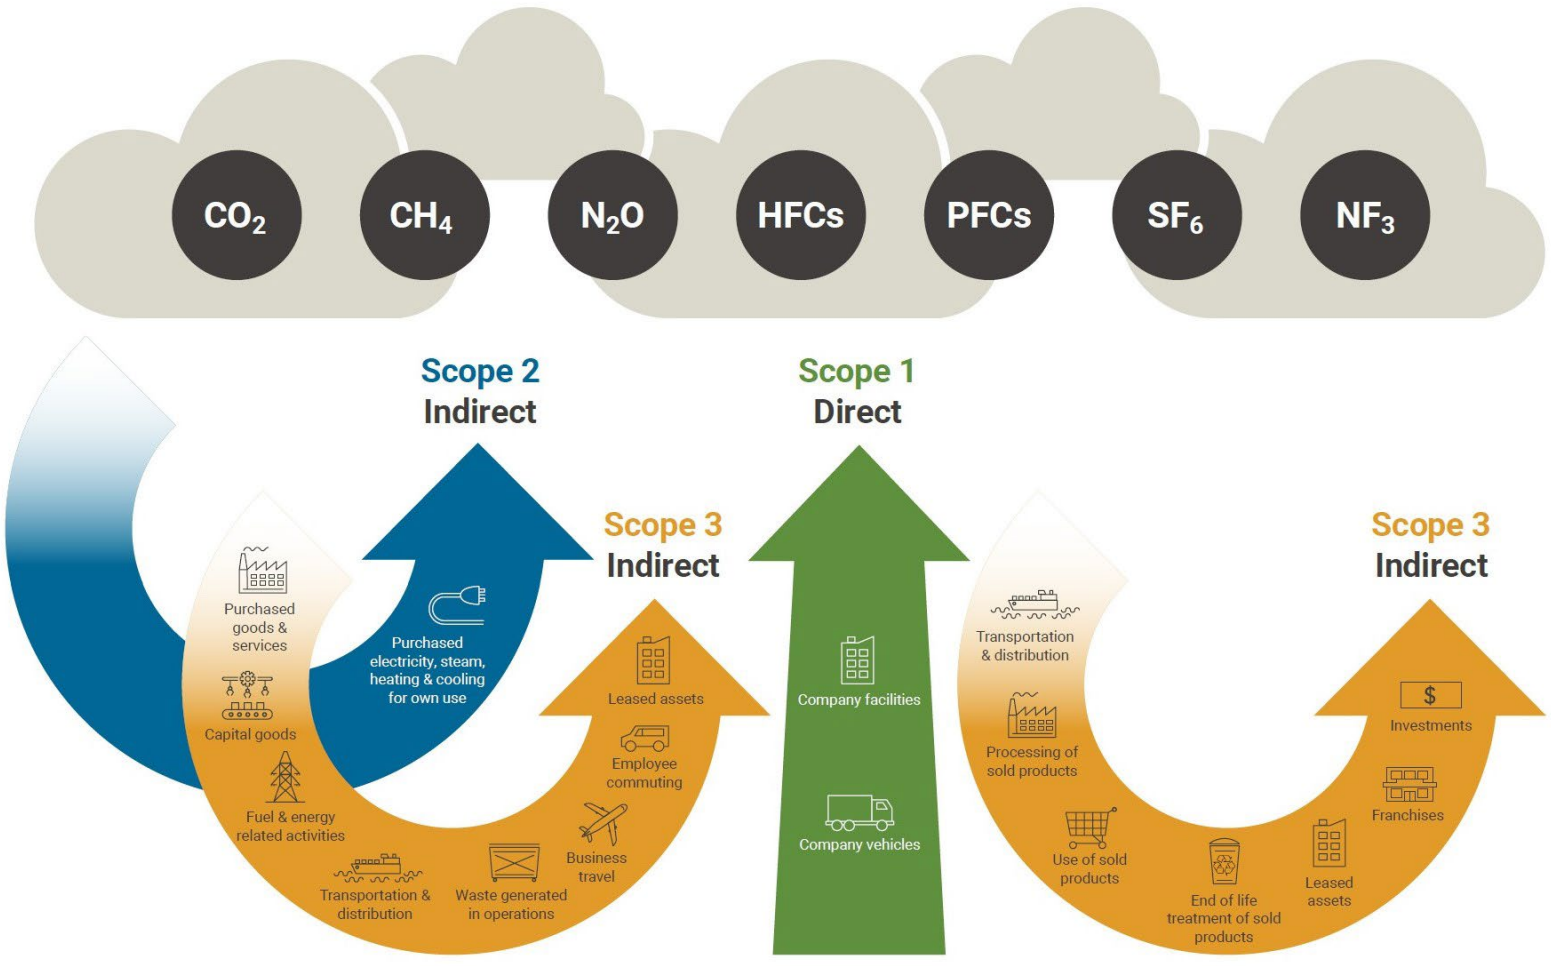 CO₂
CH₄
N₂O
HFCs
PFCs
SF₆
NF₃
Scope 2
Indirect
Purchased
electricity, steam,
heating & cooling
for own use
Scope 3
Indirect
Purchased
goods &
services
Capital goods
Fuel & energy
related activities
Transportation &
distribution
Waste generated
in operations
Business
travel
Employee
commuting
Leased assets
Scope 1
Direct
Company facilities
Company vehicles
Scope 3
Indirect
Transportation
& distribution
Processing of
sold products
Use of sold
products
End of life
treatment of sold
products
Leased
assets
Franchises
$
Investments